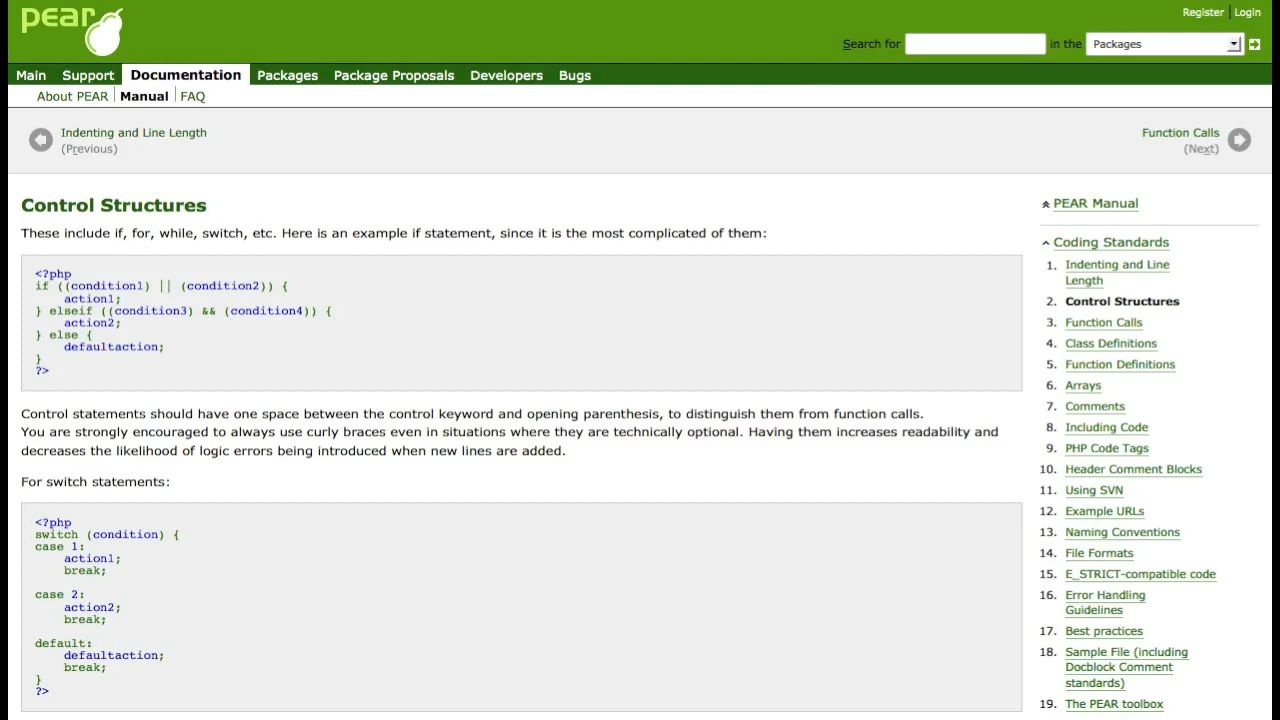 pear
Register | Login
Search for in the Packages
Main Support Documentation Packages Package Proposals Developers Bugs
About PEAR Manual FAQ
Indenting and Line Length
(Previous)
Function Calls
(Next)
Control Structures
These include if, for, while, switch, etc. Here is an example if statement, since it is the most complicated of them:
<?php
if ((condition1) || (condition2)) {
    action1;
} elseif ((condition3) && (condition4)) {
    action2;
} else {
    defaultaction;
}
?>
Control statements should have one space between the control keyword and opening parenthesis, to distinguish them from function calls.
You are strongly encouraged to always use curly braces even in situations where they are technically optional. Having them increases readability and
decreases the likelihood of logic errors being introduced when new lines are added.
For switch statements:
<?php
switch (condition) {
case 1:
    action1;
    break;
case 2:
    action2;
    break;
default:
    defaultaction;
    break;
}
?>
PEAR Manual
Coding Standards
1. Indenting and Line
Length
2. Control Structures
3. Function Calls
4. Class Definitions
5. Function Definitions
6. Arrays
7. Comments
8. Including Code
9. PHP Code Tags
10. Header Comment Blocks
11. Using SVN
12. Example URLs
13. Naming Conventions
14. File Formats
15. E_STRICT-compatible code
16. Error Handling
Guidelines
17. Best practices
18. Sample File (including
Docblock Comment
standards)
19. The PEAR toolbox